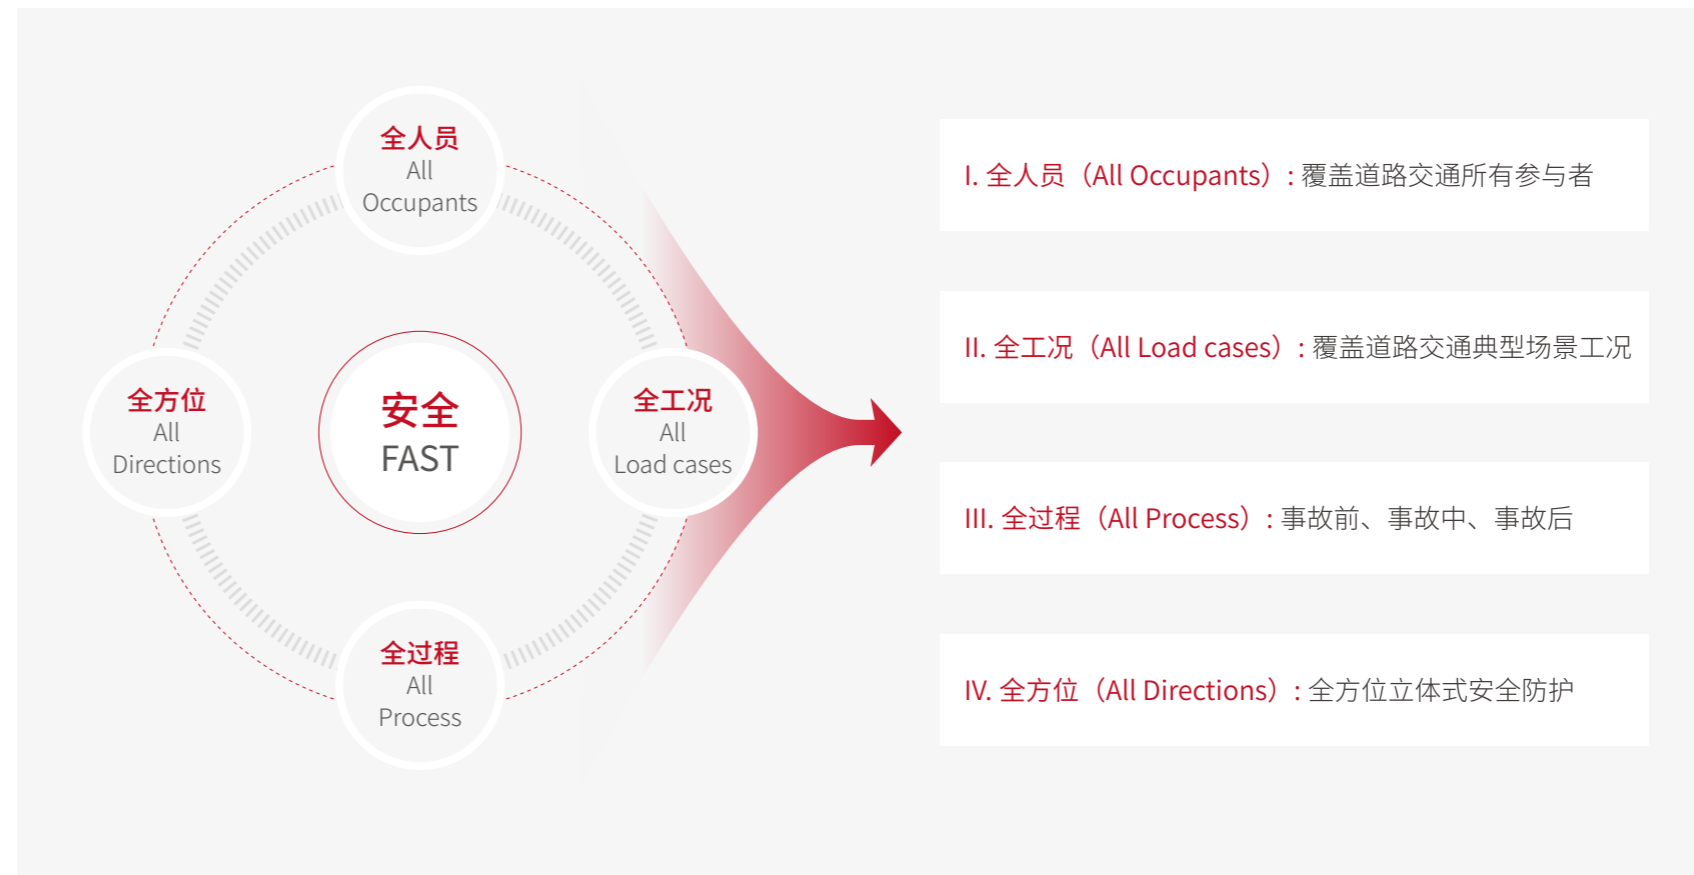 全人员
All
Occupants
全方位
All
Directions
安全
FAST
全工况
All
Load cases
全过程
All
Process
I. 全人员（All Occupants）: 覆盖道路交通所有参与者
II. 全工况（All Load cases）: 覆盖道路交通典型场景工况
III. 全过程（All Process）: 事故前、事故中、事故后
IV. 全方位（All Directions）: 全方位立体式安全防护